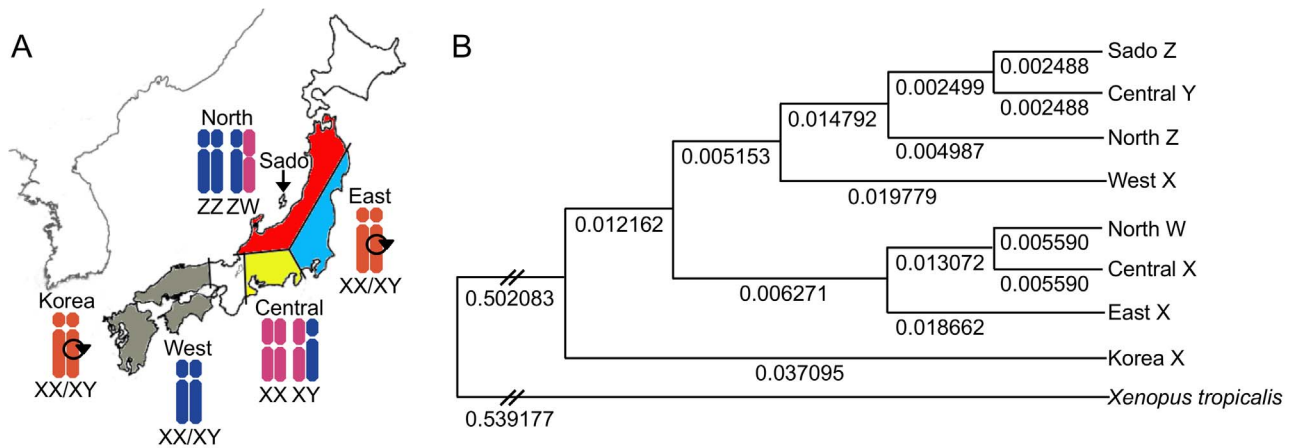 A
North
ZZ ZW
Sado
East
XX/XY
Korea
XX/XY
West
XX/XY
Central
XX XY
B
Sado Z
0.002488
0.002499
Central Y
0.002488
0.014792
North Z
0.004987
0.005153
West X
0.019779
0.012162
North W
0.005590
0.013072
Central X
0.005590
0.006271
East X
0.018662
0.502083
Korea X
0.037095
Xenopus tropicalis
0.539177